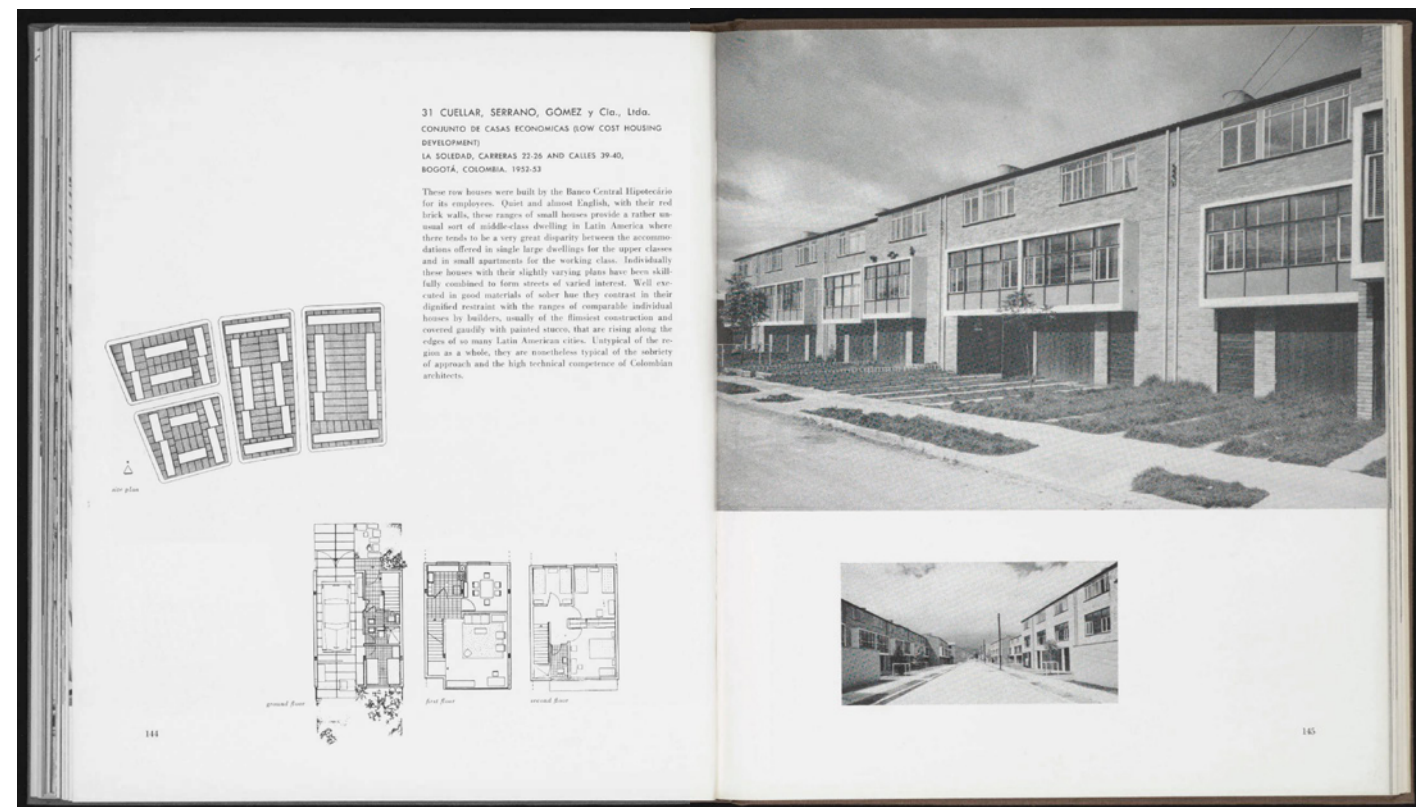 31 CUELLAR, SERRANO, GÓMEZ y Cia., Ltda.
CONJUNTO DE CASAS ECONOMICAS (LOW COST HOUSING
DEVELOPMENT)
LA SOLEDAD, CARRERAS 22-26 AND CALLES 39-40,
BOGOTÁ, COLOMBIA. 1952-53
These row houses were built by the Banco Central Hipotecário
for its employees. Quiet and almost English, with their red
brick walls, these ranges of small houses provide a rather un-
usual sort of middle-class dwelling in Latin America where
there tends to be a very great disparity between the accommo-
dations offered in single large dwellings for the upper classes
and in small apartments for the working class. Individually
these houses with their slightly varying plans have been skill-
fully combined to form streets of varied interest. Well exe-
cuted in good materials of sober hue they contrast in their
dignified restraint with the ranges of comparable individual
houses by builders, usually of the flimsiest construction and
covered gaudily with painted stucco, that are rising along the
edges of so many Latin American cities. Untypical of the re-
gion as a whole, they are nonetheless typical of the sobriety
of approach and the high technical competence of Colombian
architects.
site plan
ground floor
first floor
second floor
144
145